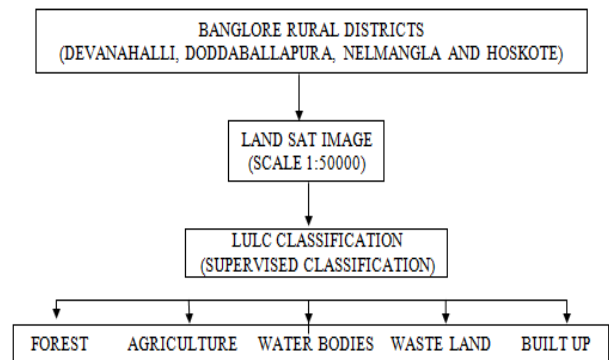 BANGLORE RURAL DISTRICTS
(DEVANAHALLI, DODDABALLAPURA, NELMANGLA AND HOSKOTE)
LAND SAT IMAGE
(SCALE 1:50000)
LULC CLASSIFICATION
(SUPERVISED CLASSIFICATION)
FOREST AGRICULTURE WATER BODIES WASTE LAND BUILT UP